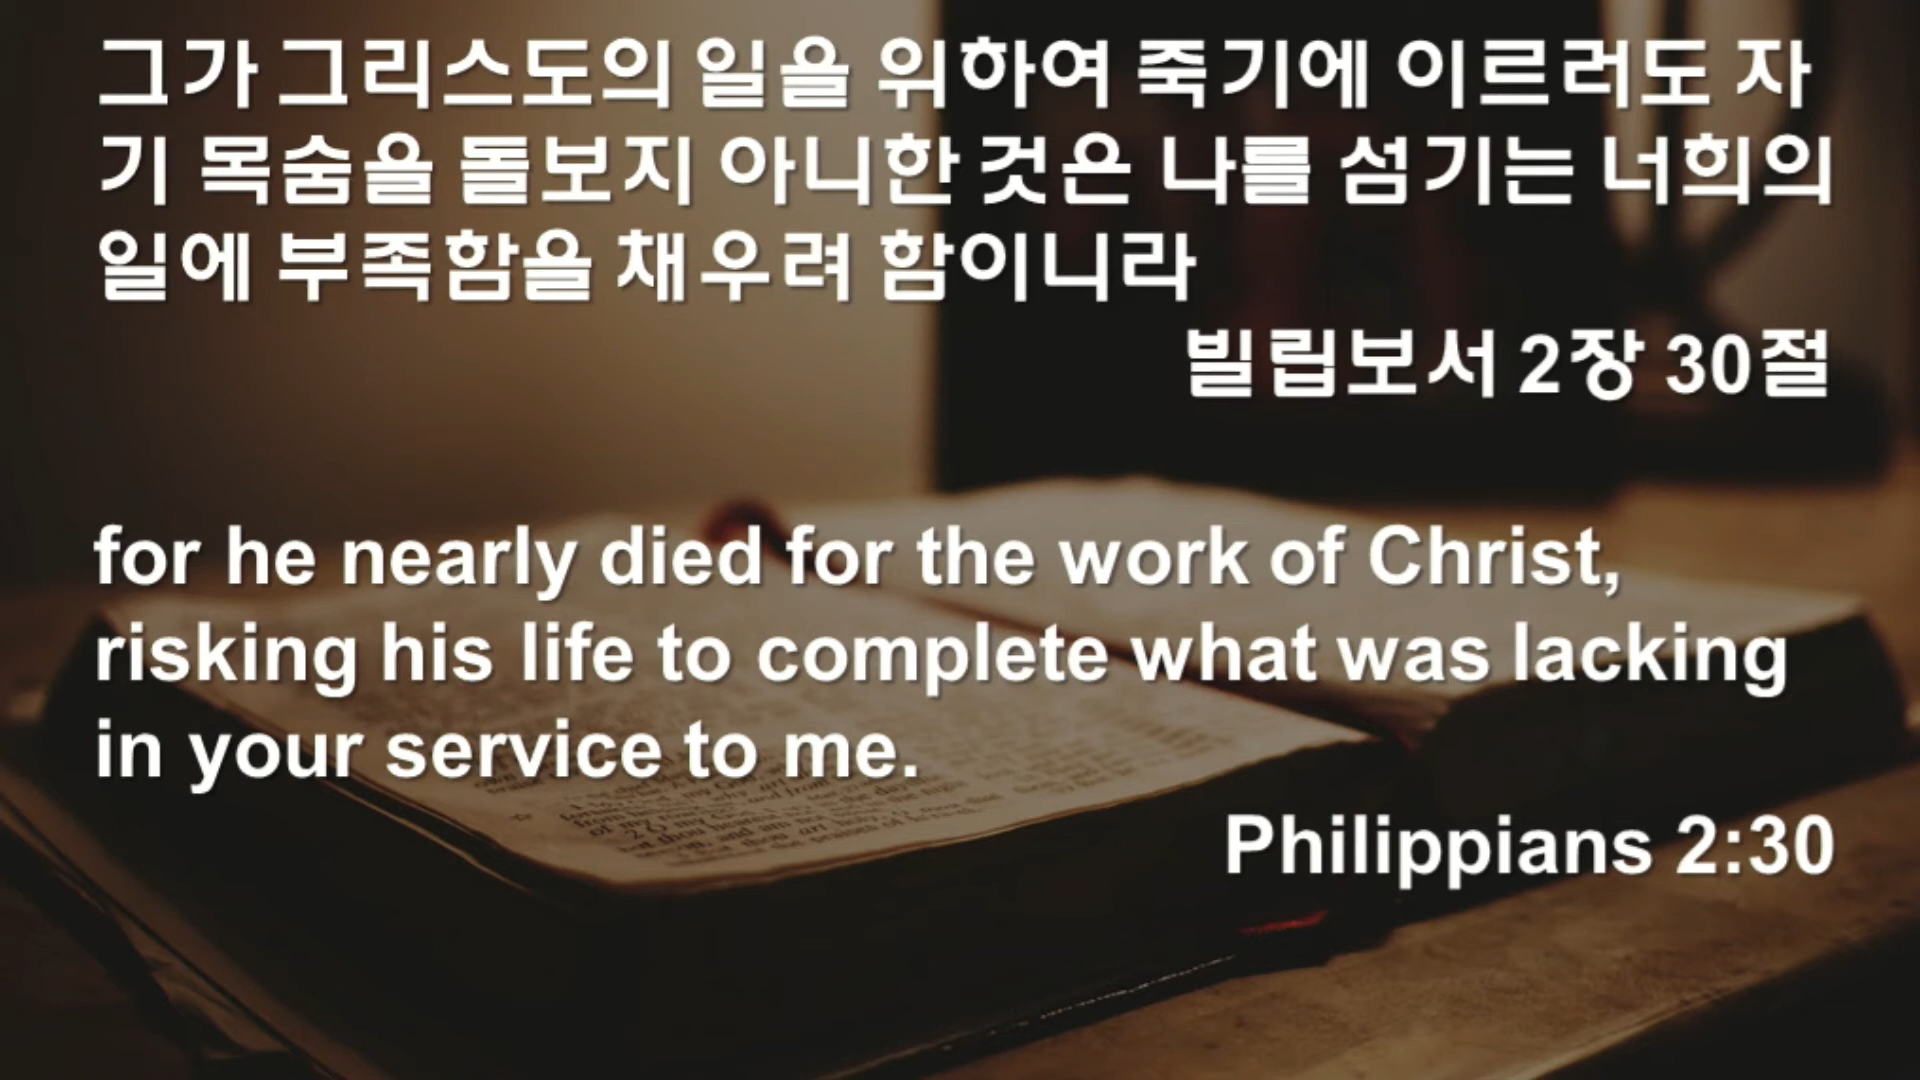 그가 그리스도의 일을 위하여 죽기에 이르러도 자
기 목숨을 돌보지 아니한 것은 나를 섬기는 너희의
일에 부족함을 채우려 함이니라
빌립보서 2장 30절
for he nearly died for the work of Christ,
risking his life to complete what was lacking
in your service to me.
Philippians 2:30